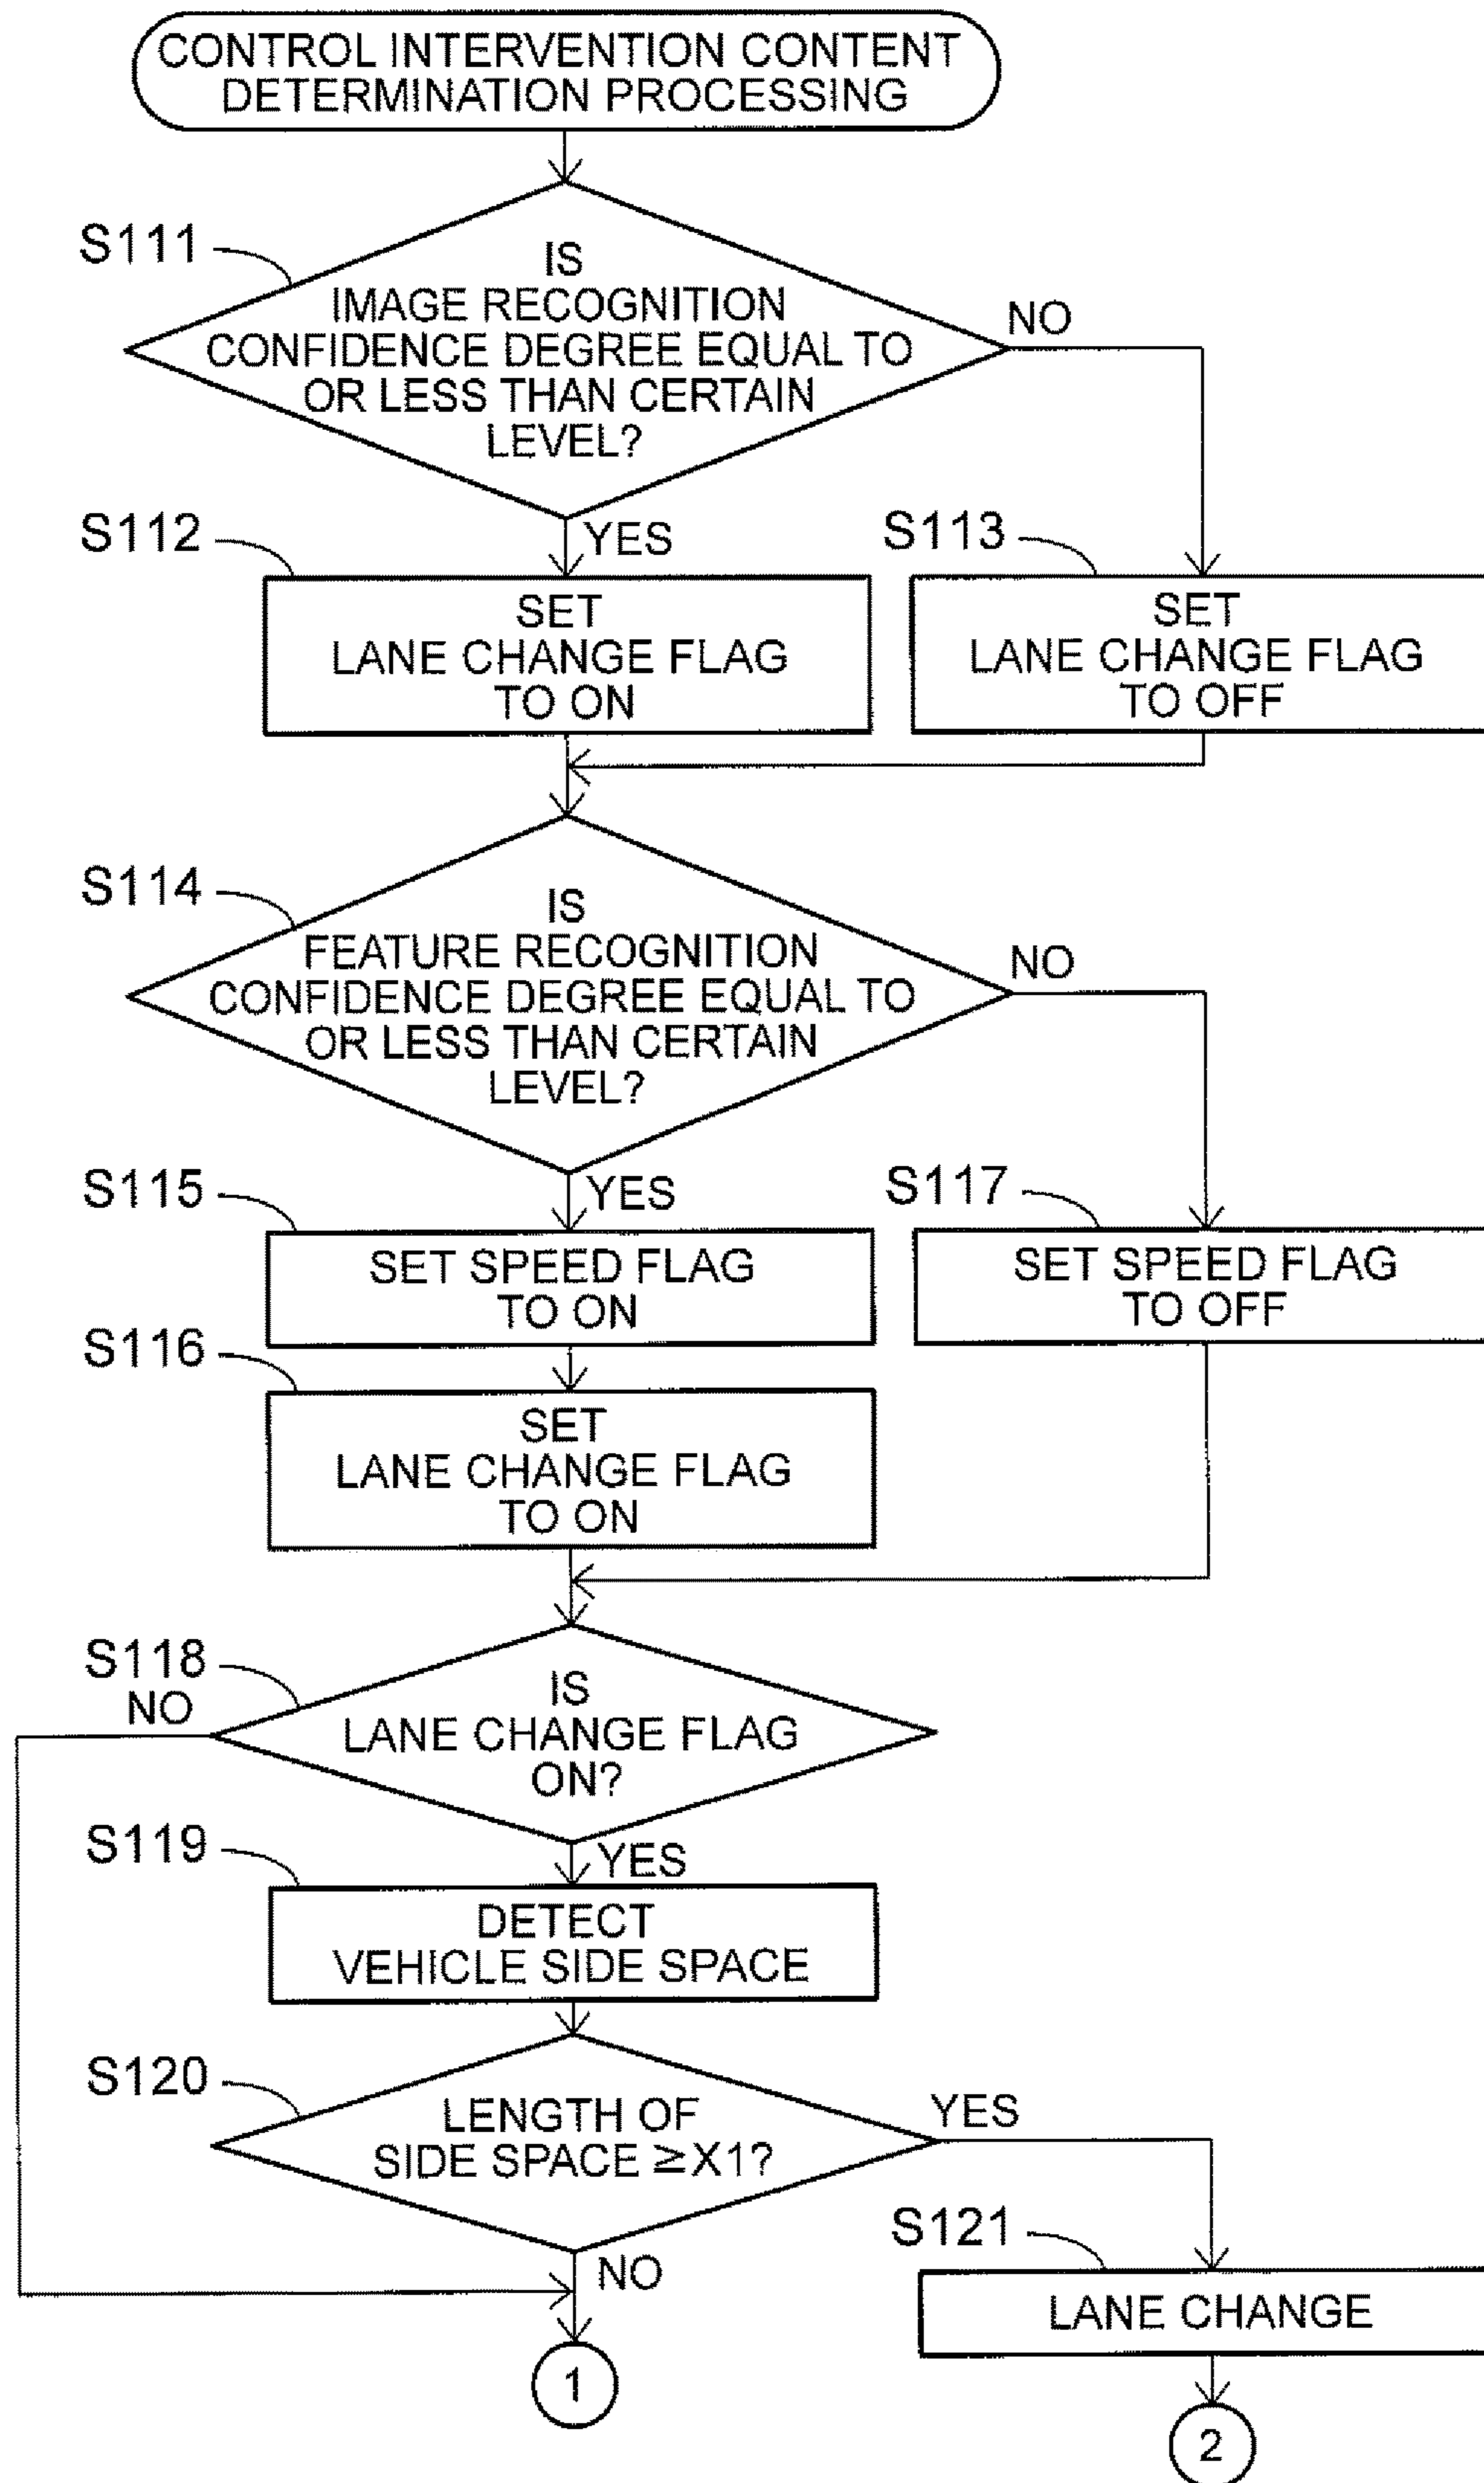 CONTROL INTERVENTION CONTENT
DETERMINATION PROCESSING
S111
IS
IMAGE RECOGNITION
CONFIDENCE DEGREE EQUAL TO
OR LESS THAN CERTAIN
LEVEL?
NO
YES
S112
SET
LANE CHANGE FLAG
TO ON
S113
SET
LANE CHANGE FLAG
TO OFF
S114
IS
FEATURE RECOGNITION
CONFIDENCE DEGREE EQUAL TO
OR LESS THAN CERTAIN
LEVEL?
NO
YES
S115
SET SPEED FLAG
TO ON
S117
SET SPEED FLAG
TO OFF
S116
SET
LANE CHANGE FLAG
TO ON
S118
NO
IS
LANE CHANGE FLAG
ON?
YES
S119
DETECT
VEHICLE SIDE SPACE
S120
LENGTH OF
SIDE SPACE ≥X1?
YES
NO
S121
LANE CHANGE
1
2